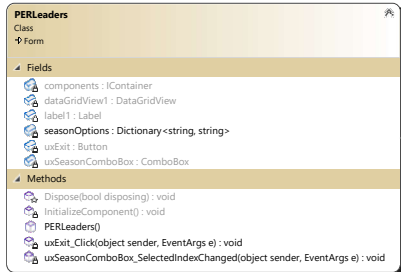 PERLeaders
Class
Form
Fields
components : IContainer
dataGridView1 : DataGridView
label1 : Label
seasonOptions : Dictionary<string, string>
uxExit : Button
uxSeasonComboBox : ComboBox
Methods
Dispose(bool disposing) : void
InitializeComponent() : void
PERLeaders()
uxExit_Click(object sender, EventArgs e) : void
uxSeasonComboBox_SelectedIndexChanged(object sender, EventArgs e) : void